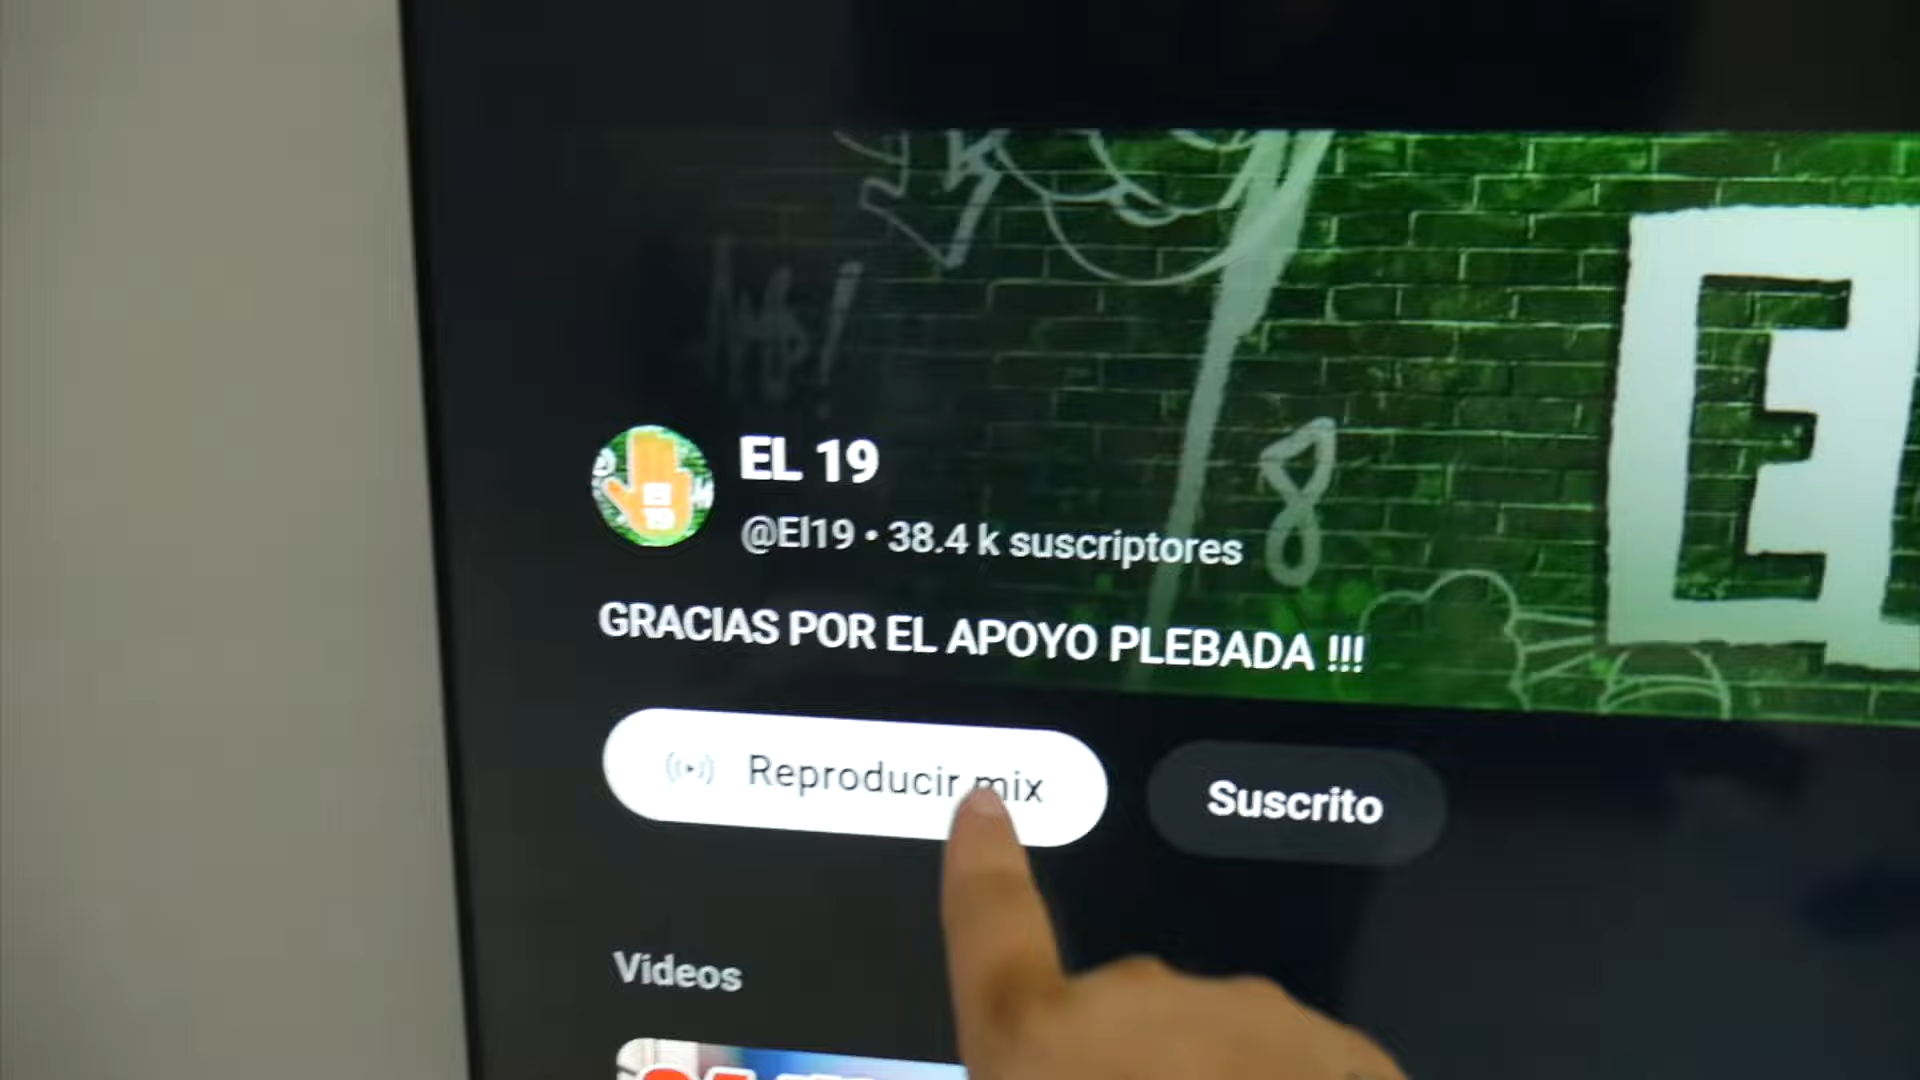 E
EL 19
@El19 • 38.4 k suscriptores
GRACIAS POR EL APOYO PLEBADA !!!
Reproducir mix
Suscrito
Videos